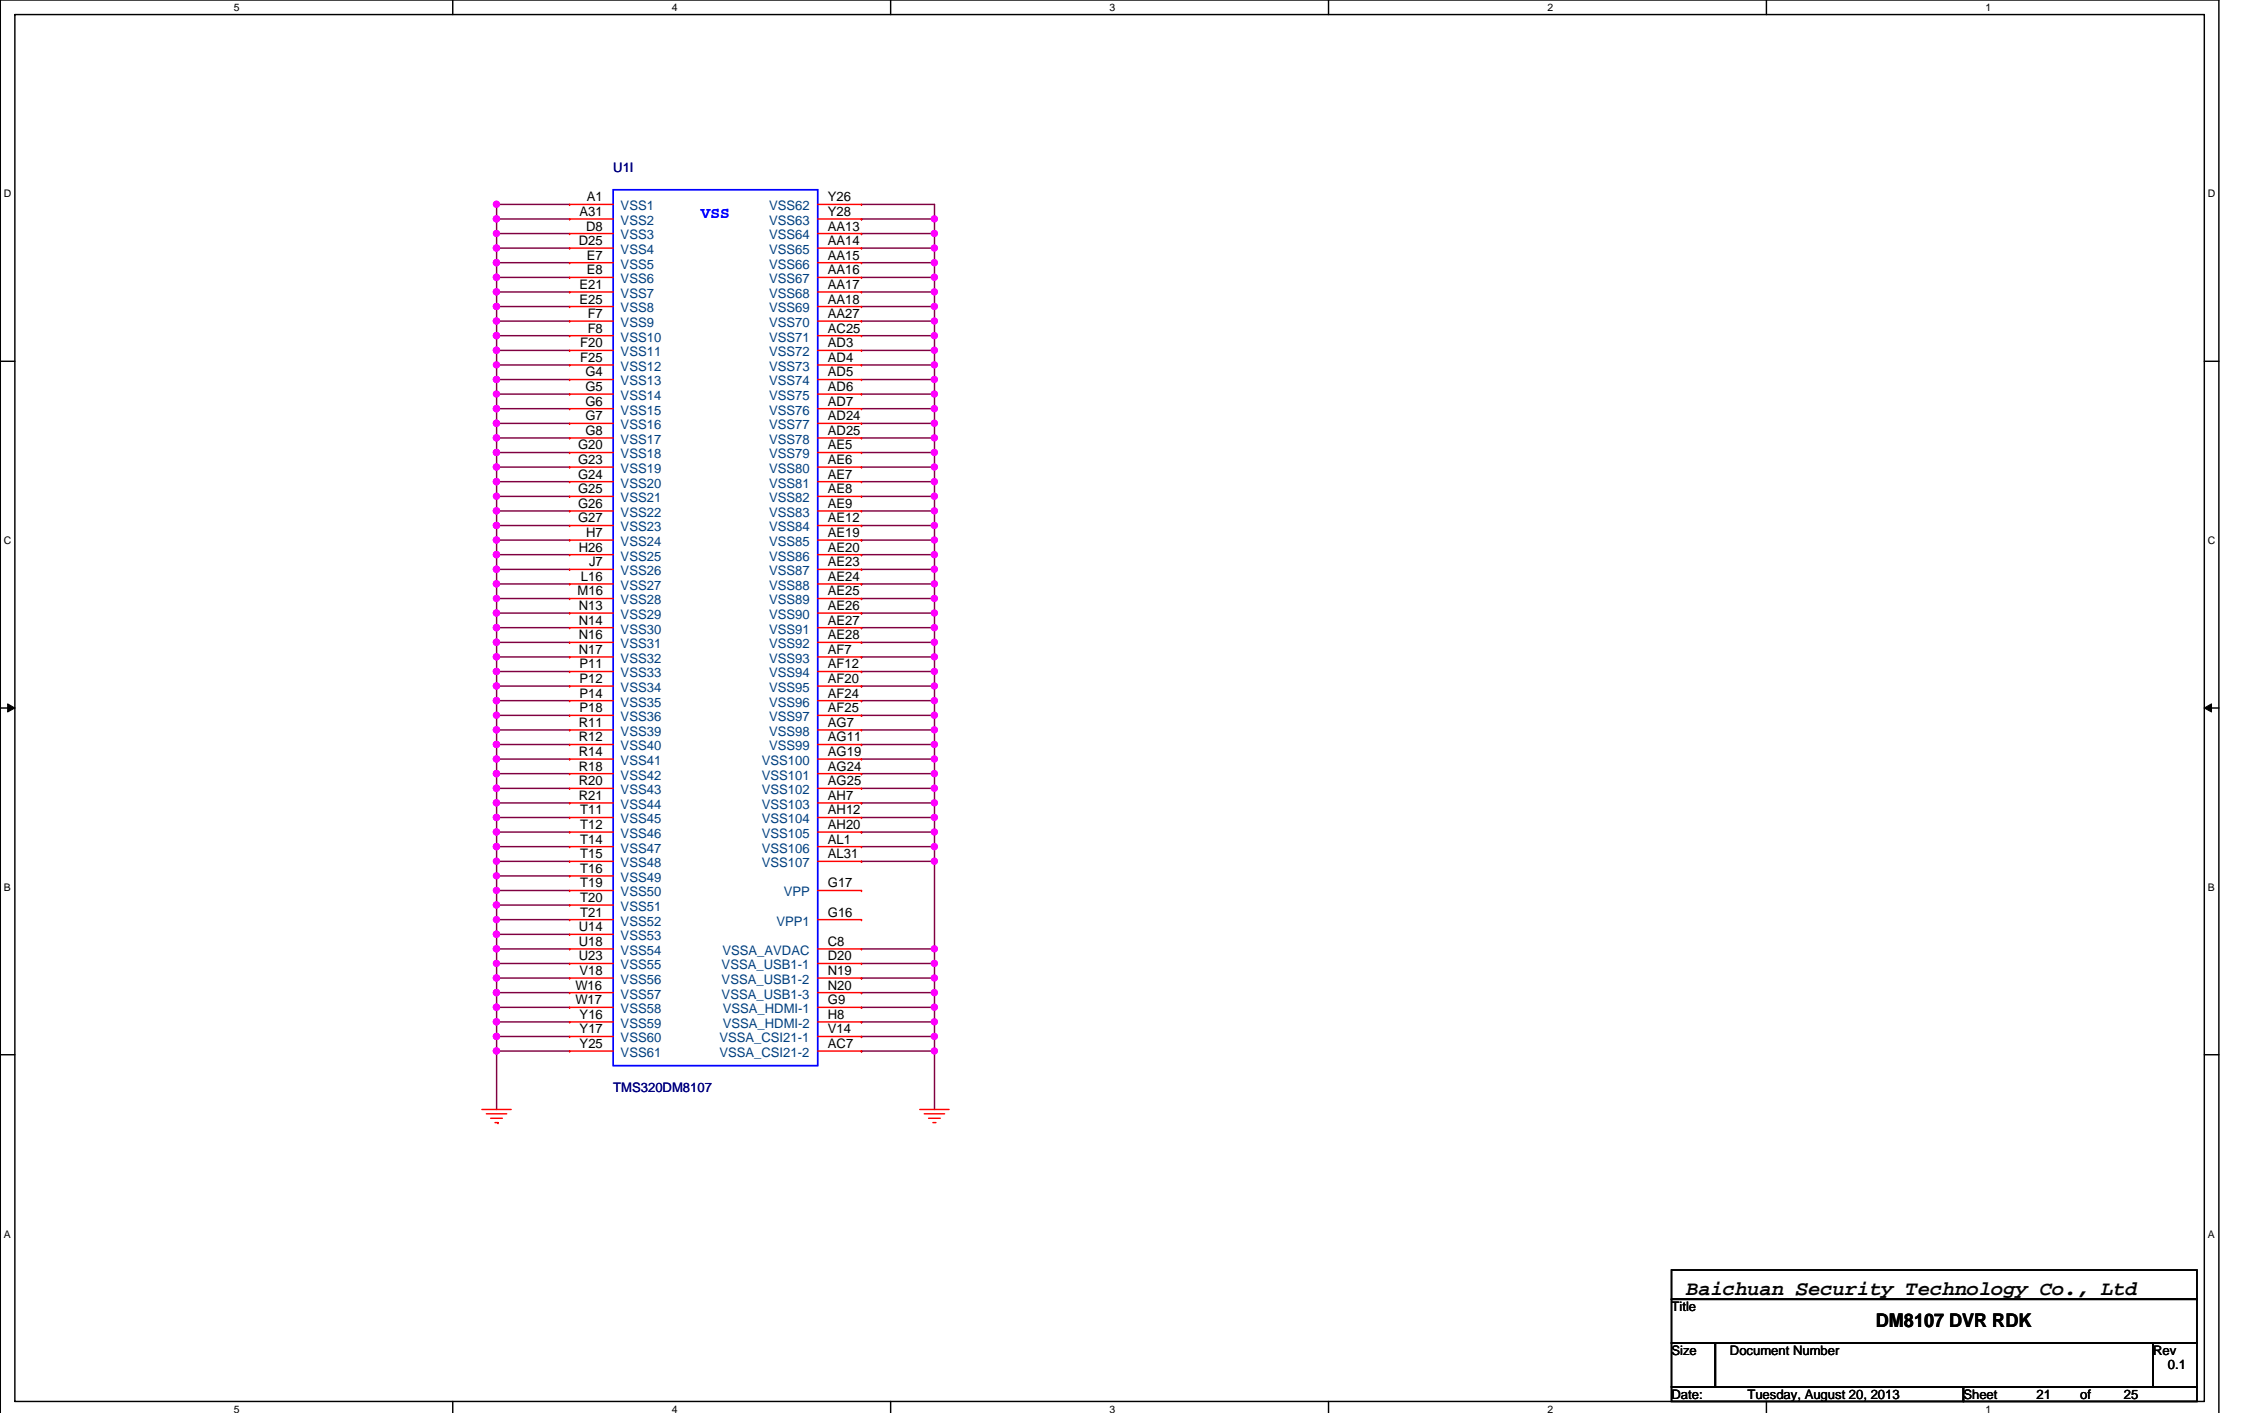 5 4 3 2 1
U1I
D D
vss
A1 VSS1 VSS62 Y26
A31 VSS2 VSS63 Y28
D8 VSS3 VSS64 AA13
D25 VSS4 VSS65 AA14
E7 VSS5 VSS66 AA15
E8 VSS6 VSS67 AA16
E21 VSS7 VSS68 AA17
E25 VSS8 VSS69 AA18
F7 VSS9 VSS70 AA27
F8 VSS10 VSS71 AC25
F20 VSS11 VSS72 AD3
F25 VSS12 VSS73 AD4
G4 VSS13 VSS74 AD5
G5 VSS14 VSS75 AD6
G6 VSS15 VSS76 AD7
G7 VSS16 VSS77 AD24
G8 VSS17 VSS78 AD25
G20 VSS18 VSS79 AE5
G23 VSS19 VSS80 AE6
G24 VSS20 VSS81 AE7
G25 VSS21 VSS82 AE8
G26 VSS22 VSS83 AE9
G27 VSS23 VSS84 AE12
H7 VSS24 VSS85 AE19
C C
H26 VSS25 VSS86 AE20
J7 VSS26 VSS87 AE23
L16 VSS27 VSS88 AE24
M16 VSS28 VSS89 AE25
N13 VSS29 VSS90 AE26
N14 VSS30 VSS91 AE27
N16 VSS31 VSS92 AE28
N17 VSS32 VSS93 AF7
P11 VSS33 VSS94 AF12
P12 VSS34 VSS95 AF20
P14 VSS35 VSS96 AF24
P18 VSS36 VSS97 AF25
R11 VSS39 VSS98 AG7
R12 VSS40 VSS99 AG11
R14 VSS41 VSS100 AG19
R18 VSS42 VSS101 AG24
R20 VSS43 VSS102 AG25
R21 VSS44 VSS103 AH7
T11 VSS45 VSS104 AH12
T12 VSS46 VSS105 AH20
T14 VSS47 VSS106 AL1
T15 VSS48 VSS107 AL31
T16 VSS49
B B
T19 VSS50 VPP G17
T20 VSS51
T21 VSS52 VPP1 G16
U14 VSS53
U18 VSS54 VSSA_AVDAC C8
U23 VSS55 VSSA_USB1-1 D20
V18 VSS56 VSSA_USB1-2 N19
W16 VSS57 VSSA_USB1-3 N20
W17 VSS58 VSSA_HDMI-1 G9
Y16 VSS59 VSSA_HDMI-2 H8
Y17 VSS60 VSSA_CSI21-1 V14
Y25 VSS61 VSSA_CSI21-2 AC7
TMS320DM8107
A A
Baichuan Security Technology Co., Ltd
Title
DM8107 DVR RDK
Size Document Number Rev
0.1
Date: Tuesday, August 20, 2013 Sheet 21 of 25
5 4 3 2 1